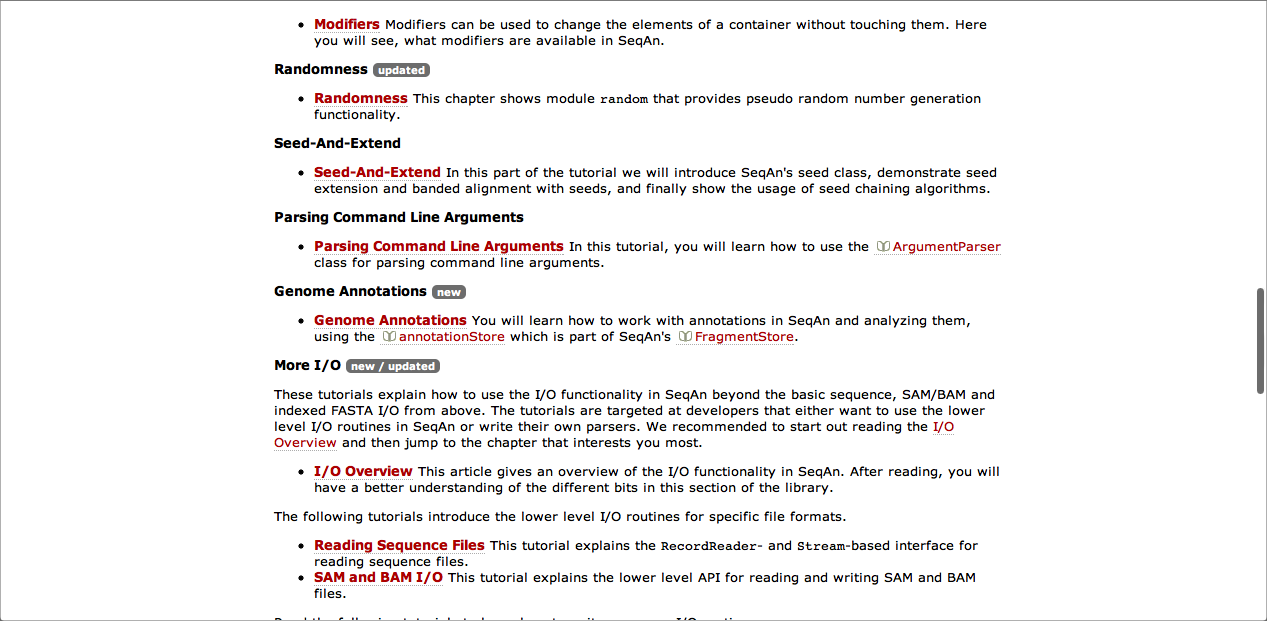 • Modifiers Modifiers can be used to change the elements of a container without touching them. Here
you will see, what modifiers are available in SeqAn.
Randomness updated
• Randomness This chapter shows module random that provides pseudo random number generation
functionality.
Seed-And-Extend
• Seed-And-Extend In this part of the tutorial we will introduce SeqAn's seed class, demonstrate seed
extension and banded alignment with seeds, and finally show the usage of seed chaining algorithms.
Parsing Command Line Arguments
• Parsing Command Line Arguments In this tutorial, you will learn how to use the ArgumentParser
class for parsing command line arguments.
Genome Annotations new
• Genome Annotations You will learn how to work with annotations in SeqAn and analyzing them,
using the annotationStore which is part of SeqAn's FragmentStore.
More I/O new / updated
These tutorials explain how to use the I/O functionality in SeqAn beyond the basic sequence, SAM/BAM and
indexed FASTA I/O from above. The tutorials are targeted at developers that either want to use the lower
level I/O routines in SeqAn or write their own parsers. We recommended to start out reading the I/O
Overview and then jump to the chapter that interests you most.
• I/O Overview This article gives an overview of the I/O functionality in SeqAn. After reading, you will
have a better understanding of the different bits in this section of the library.
The following tutorials introduce the lower level I/O routines for specific file formats.
• Reading Sequence Files This tutorial explains the RecordReader- and Stream-based interface for
reading sequence files.
• SAM and BAM I/O This tutorial explains the lower level API for reading and writing SAM and BAM
files.